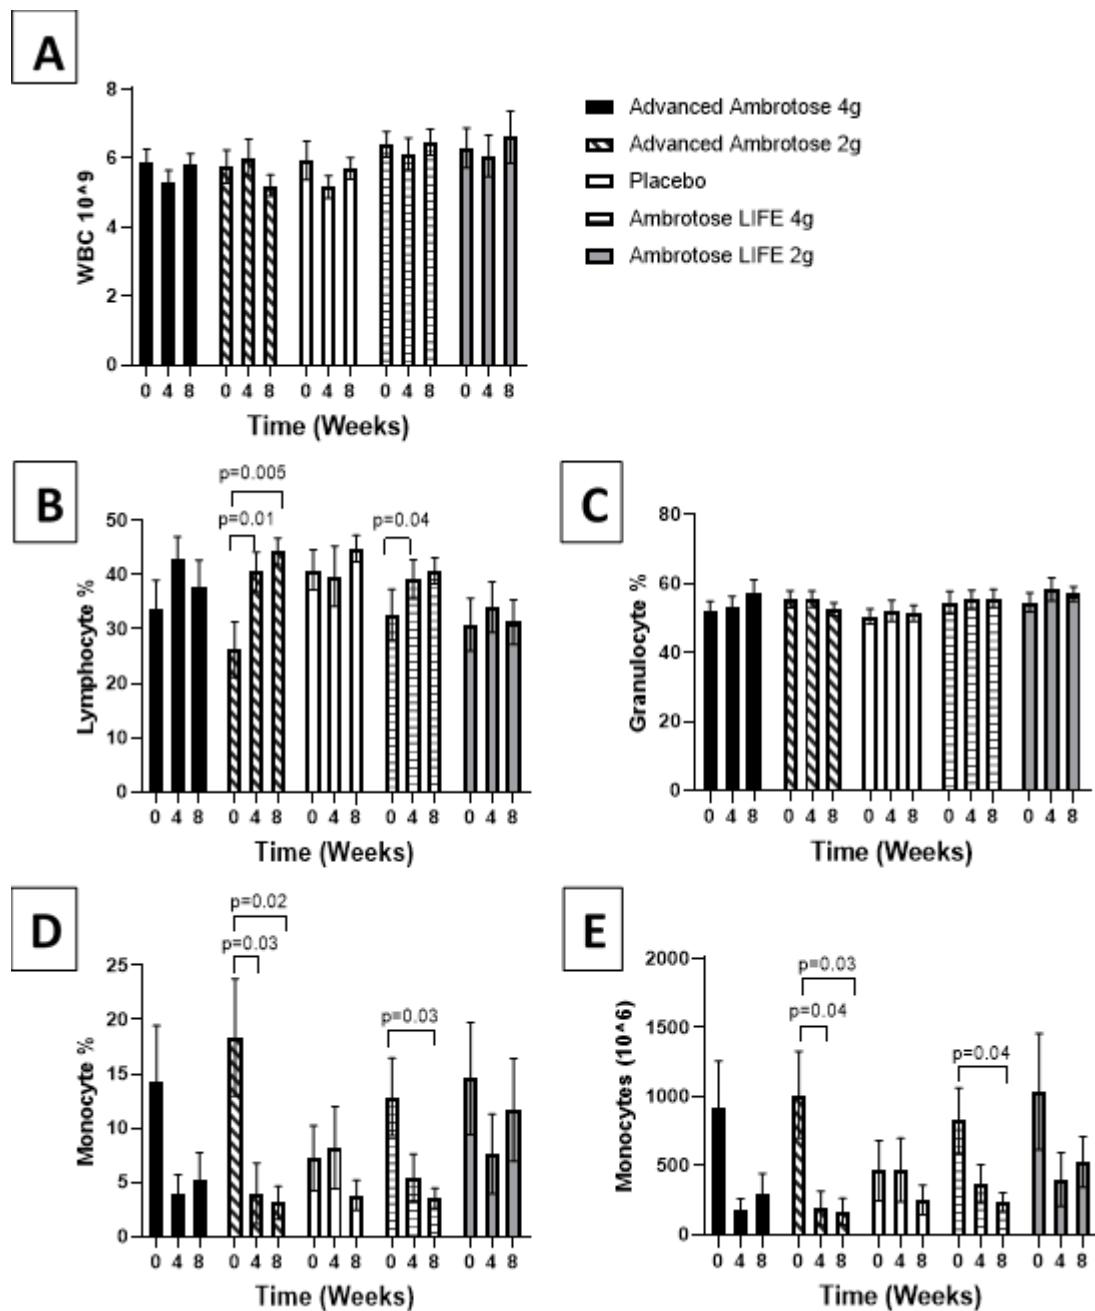 A
8
6
4
2
0
WBC 10^9
0 4 8 0 4 8 0 4 8 0 4 8 0 4 8
Time (Weeks)
Advanced Ambrotose 4g
Advanced Ambrotose 2g
Placebo
Ambrotose LIFE 4g
Ambrotose LIFE 2g
B
p=0.005
p=0.01
p=0.04
50
40
30
20
10
0
Lymphocyte %
0 4 8 0 4 8 0 4 8 0 4 8 0 4 8
Time (Weeks)
C
80
60
40
20
0
Granulocyte %
0 4 8 0 4 8 0 4 8 0 4 8 0 4 8
Time (Weeks)
D
p=0.02
p=0.03
p=0.03
25
20
15
10
5
0
Monocyte %
0 4 8 0 4 8 0 4 8 0 4 8 0 4 8
Time (Weeks)
E
p=0.03
p=0.04
p=0.04
2000
1500
1000
500
0
Monocytes (10^6)
0 4 8 0 4 8 0 4 8 0 4 8 0 4 8
Time (Weeks)